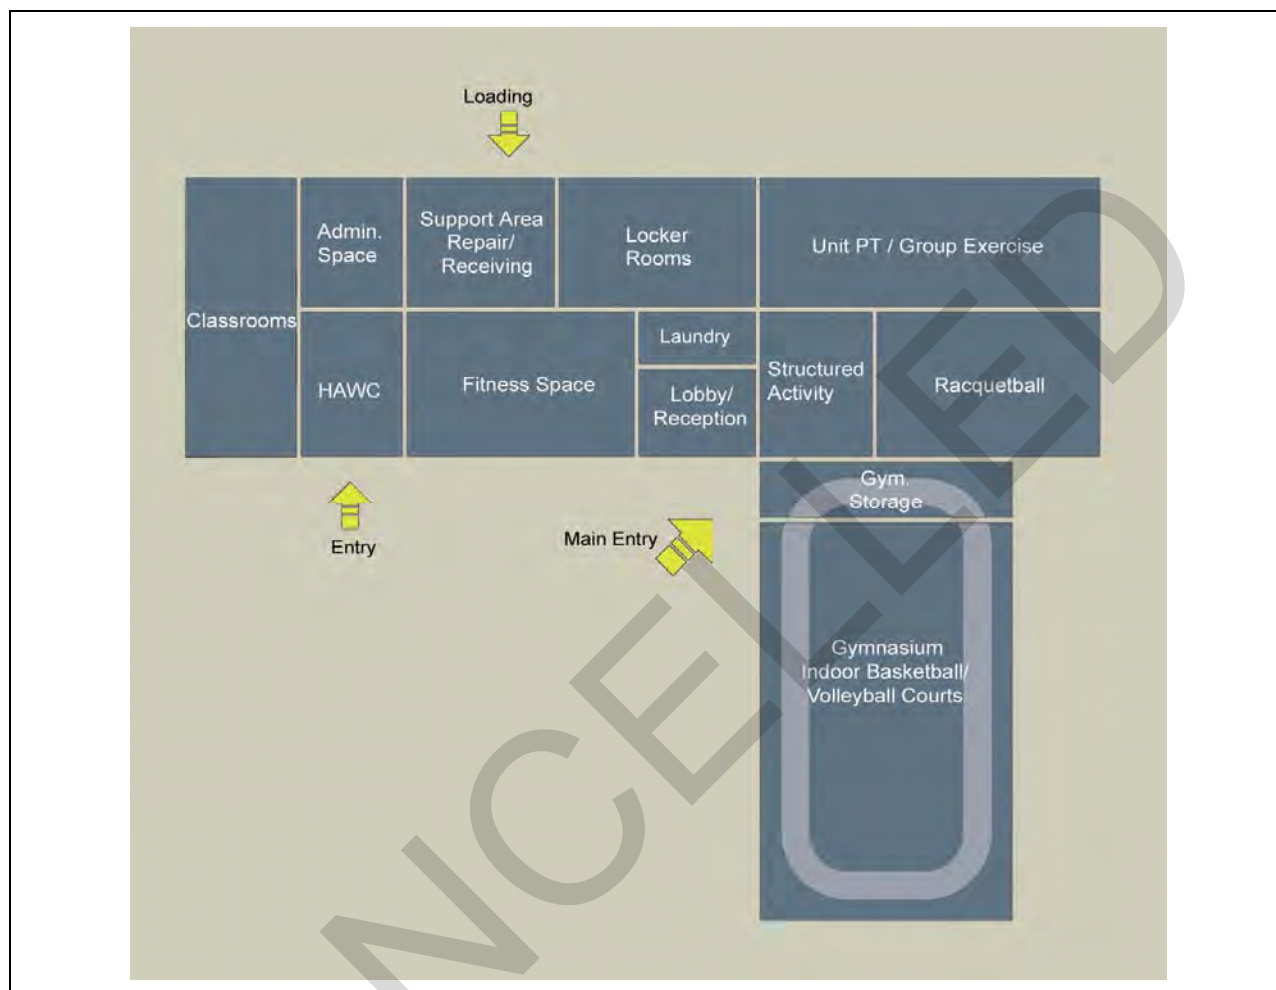 Loading
Admin.
Space
Support Area
Repair/
Receiving
Locker
Rooms
Unit PT / Group Exercise
Classrooms
HAWC
Fitness Space
Laundry
Lobby/
Reception
Structured
Activity
Racquetball
Entry
Main Entry
Gym.
Storage
Gymnasium
Indoor Basketball/
Volleyball Courts
NCELLED